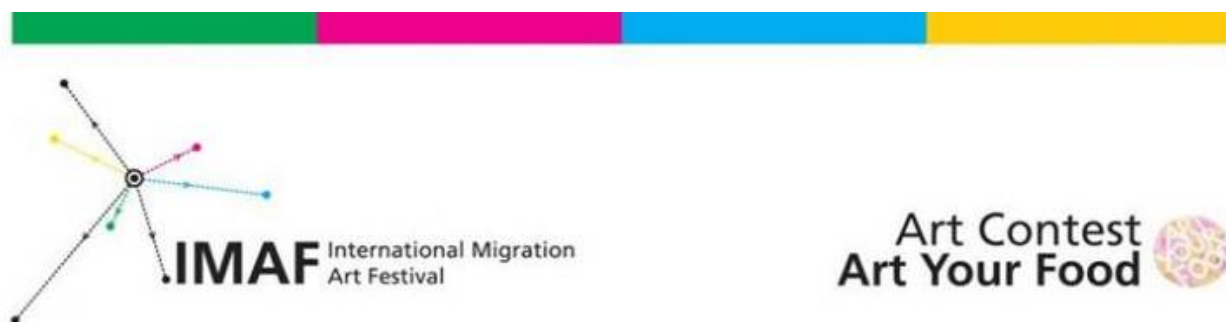 IMAF
International Migration
Art Festival
Art Contest
Art Your Food